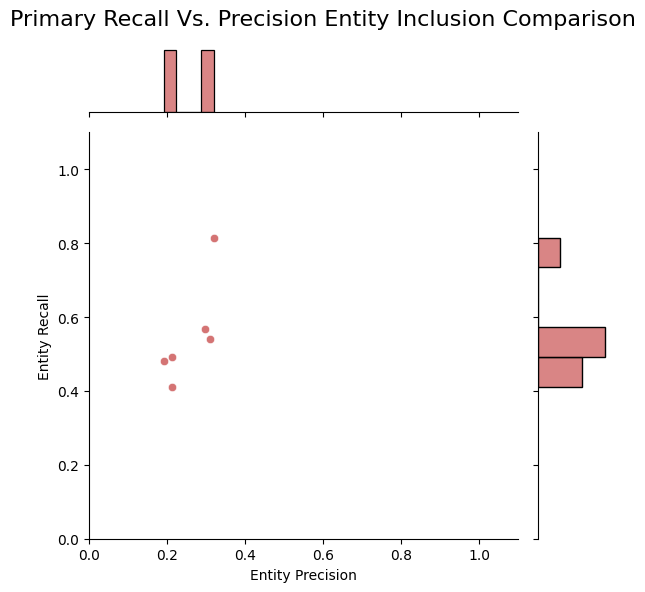 Primary Recall Vs. Precision Entity Inclusion Comparison
1.0
0.8
0.6
0.4
0.2
0.0
Entity Recall
0.0 0.2 0.4 0.6 0.8 1.0
Entity Precision